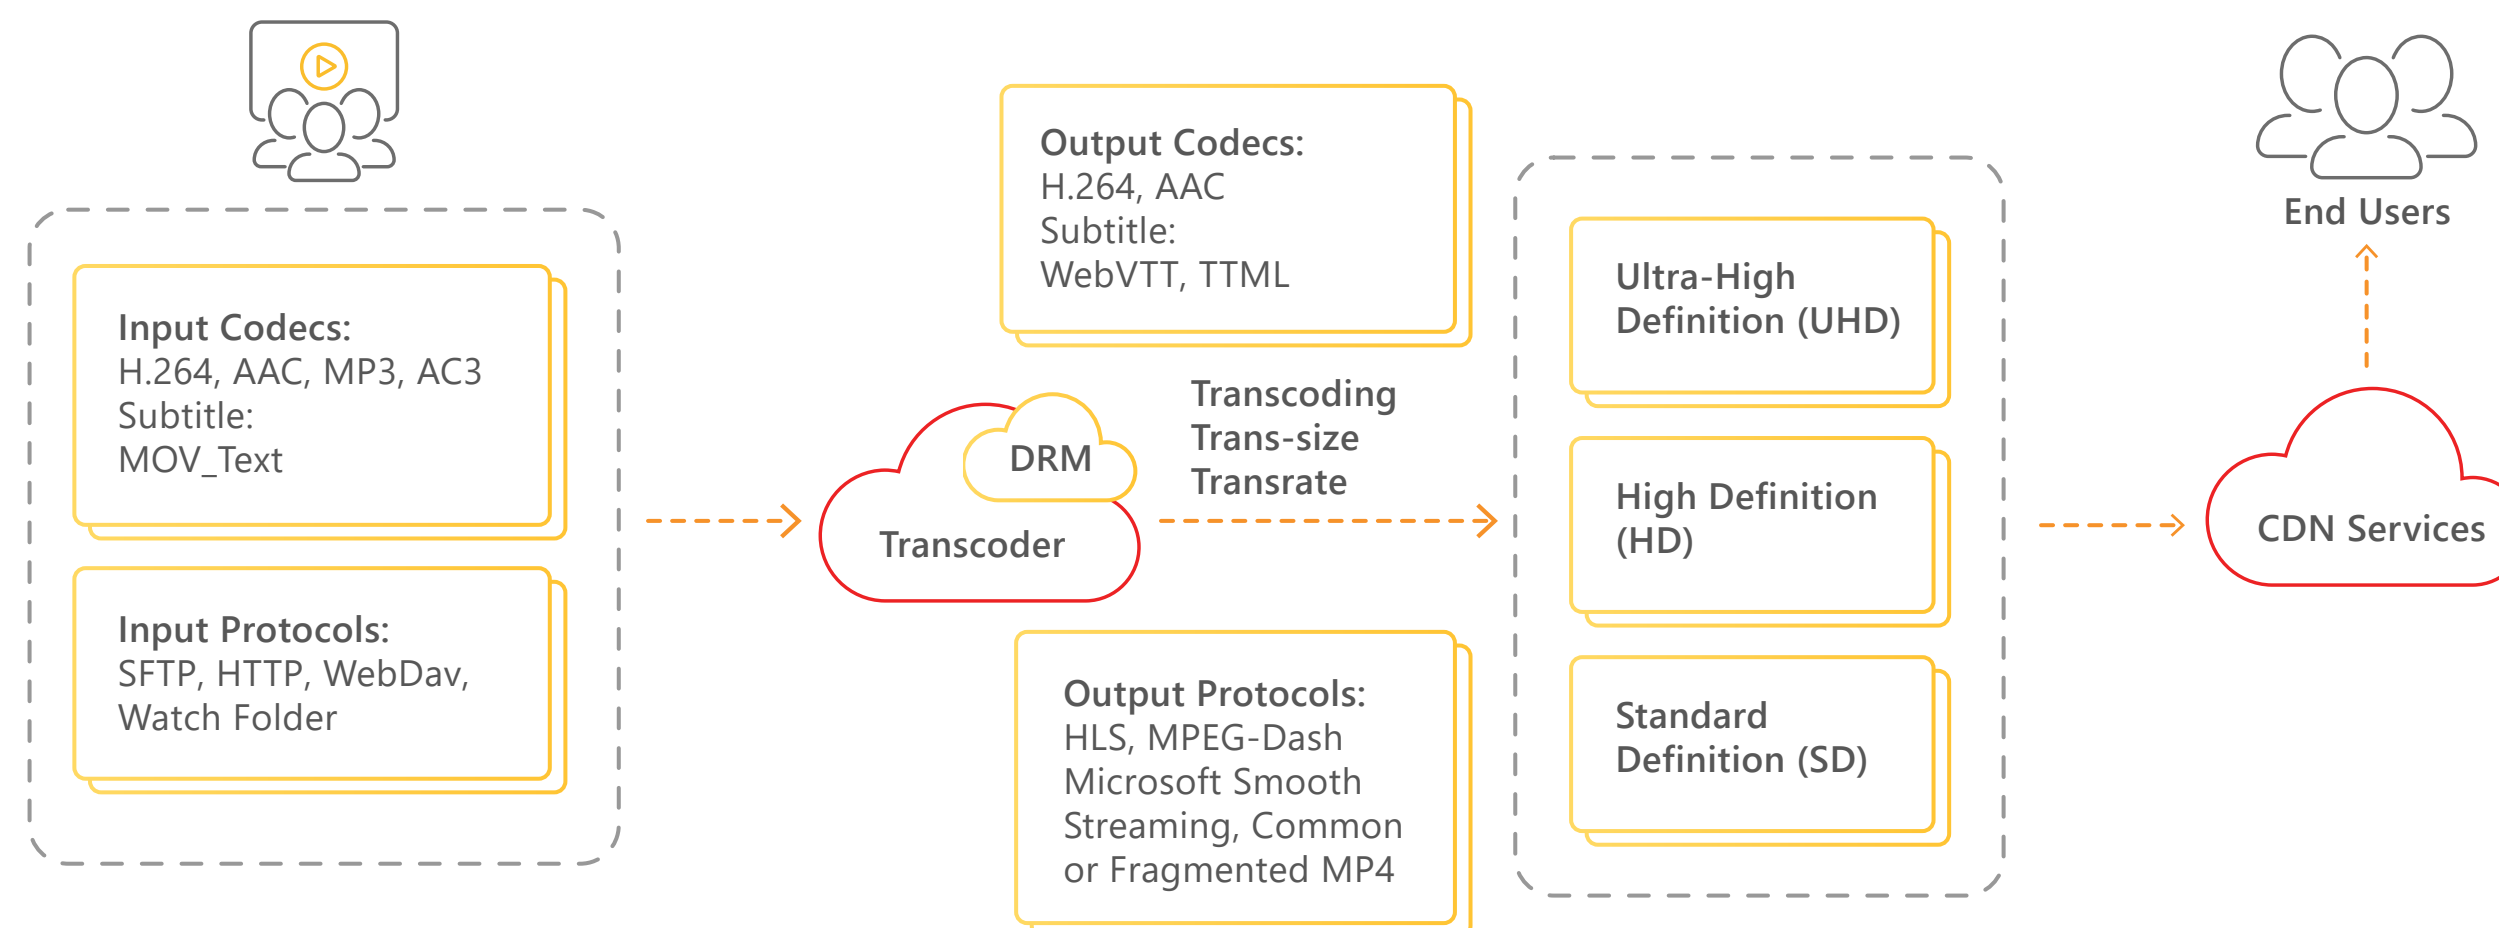 Input Codecs:
H.264, AAC, MP3, AC3
Subtitle:
MOV_Text
Input Protocols:
SFTP, HTTP, WebDav,
Watch Folder
Output Codecs:
H.264, AAC
Subtitle:
WebVTT, TTML
DRM
Transcoder
Transcoding
Trans-size
Transrate
Output Protocols:
HLS, MPEG-Dash
Microsoft Smooth
Streaming, Common
or Fragmented MP4
Ultra-High
Definition (UHD)
High Definition
(HD)
Standard
Definition (SD)
End Users
CDN Services